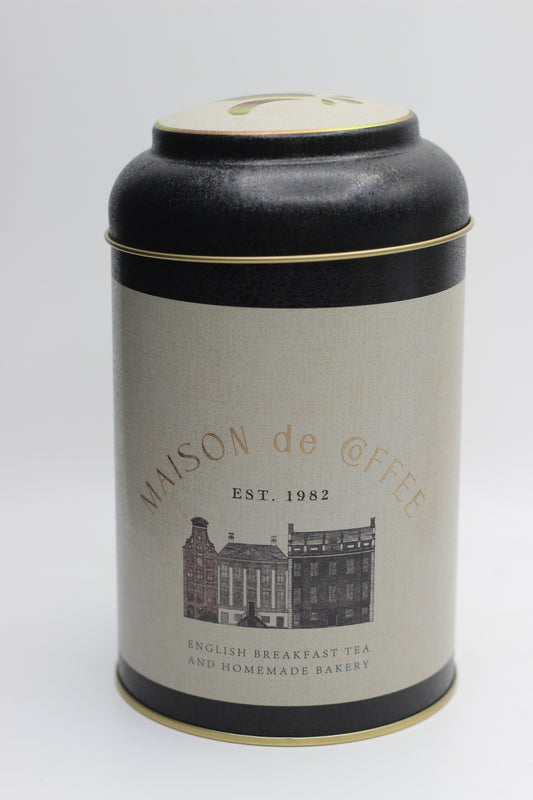 MAISON de COFFEE
EST. 1982
ENGLISH BREAKFAST TEA
AND HOMEMADE BAKERY